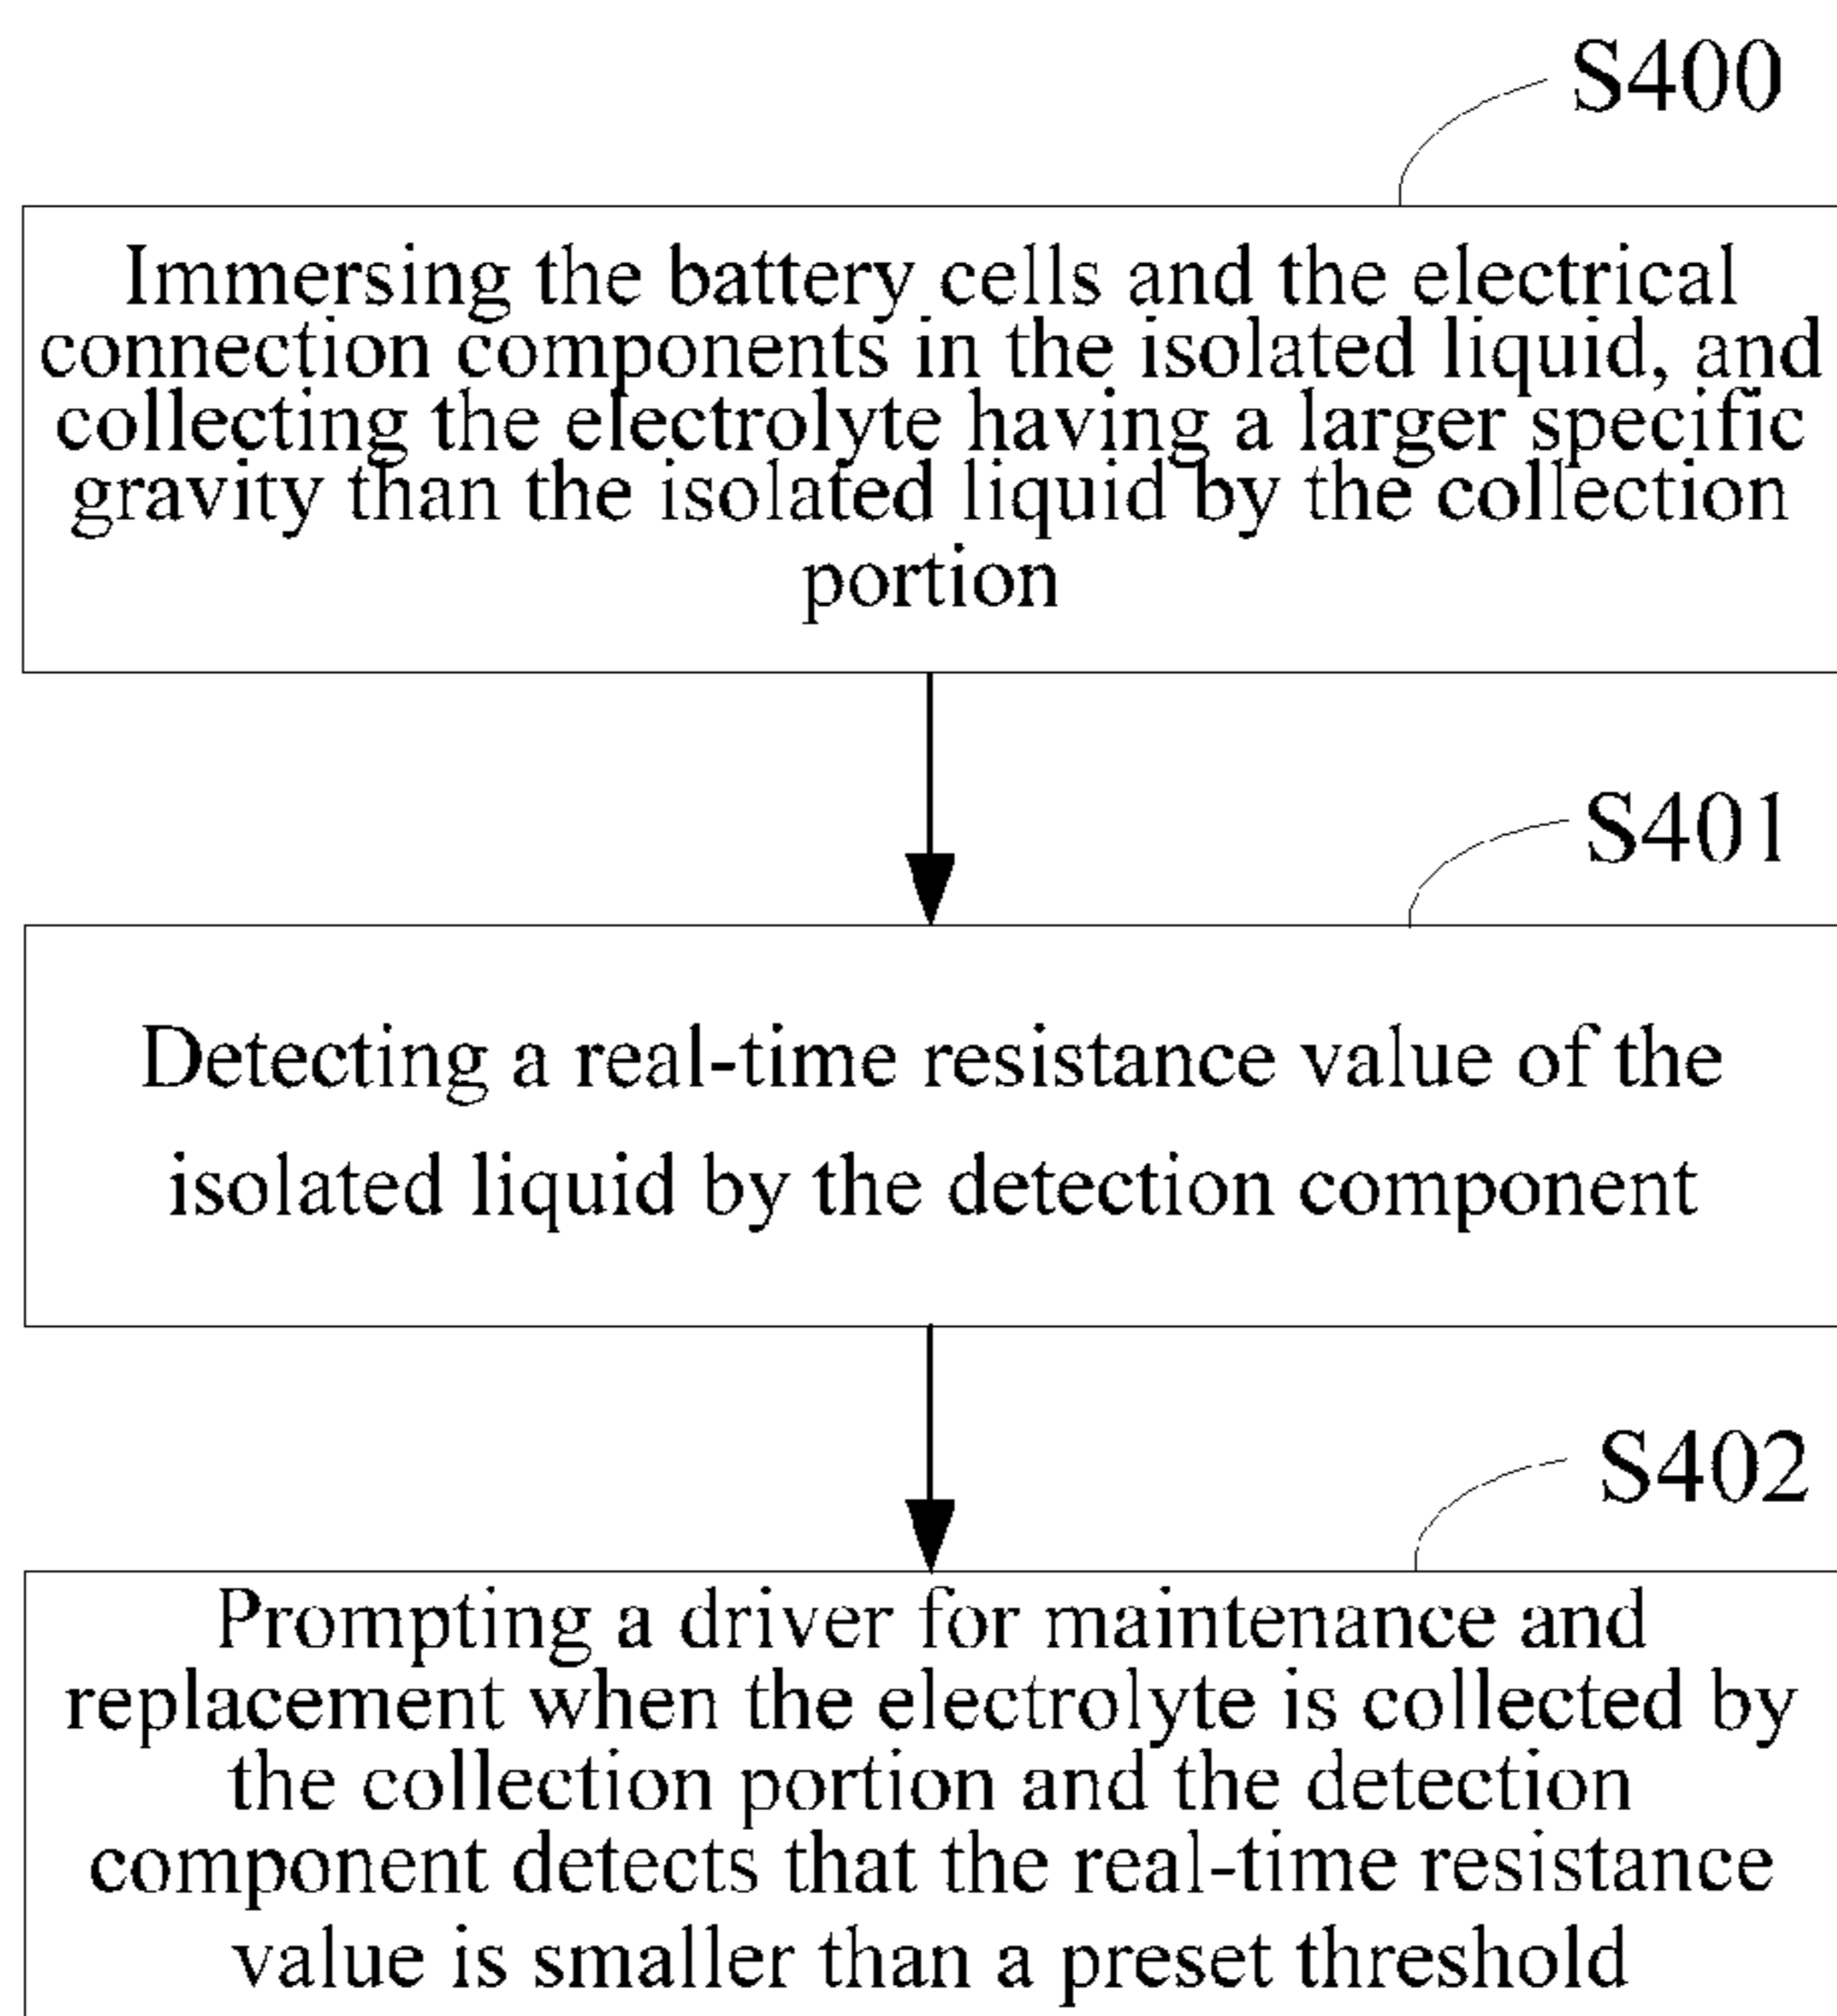 S400
Immersing the battery cells and the electrical
connection components in the isolated liquid, and
collecting the electrolyte having a larger specific
gravity than the isolated liquid by the collection
portion
S401
Detecting a real-time resistance value of the
isolated liquid by the detection component
S402
Prompting a driver for maintenance and
replacement when the electrolyte is collected by
the collection portion and the detection
component detects that the real-time resistance
value is smaller than a preset threshold